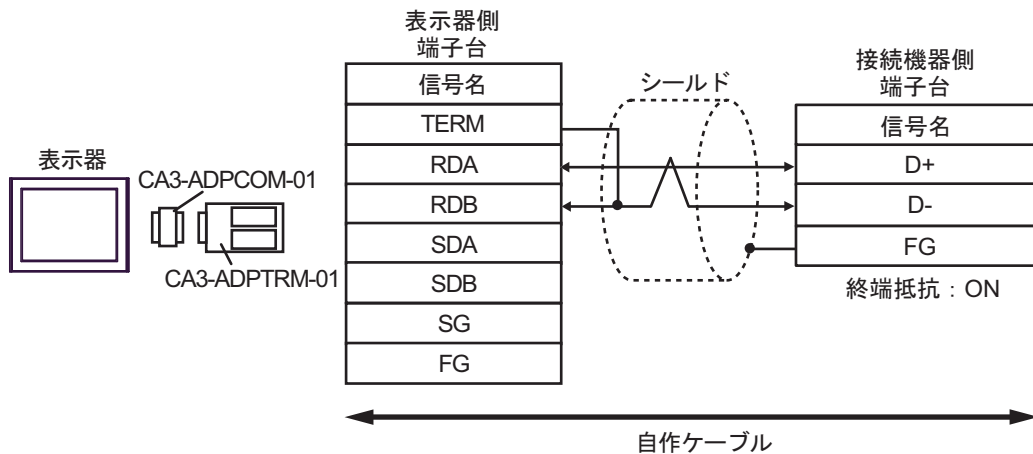 表示器
CA3-ADPCOM-01
CA3-ADPTRM-01
表示器側
端子台
信号名
TERM
RDA
RDB
SDA
SDB
SG
FG
シールド
接続機器側
端子台
信号名
D+
D-
FG
終端抵抗:ON
自作ケーブル